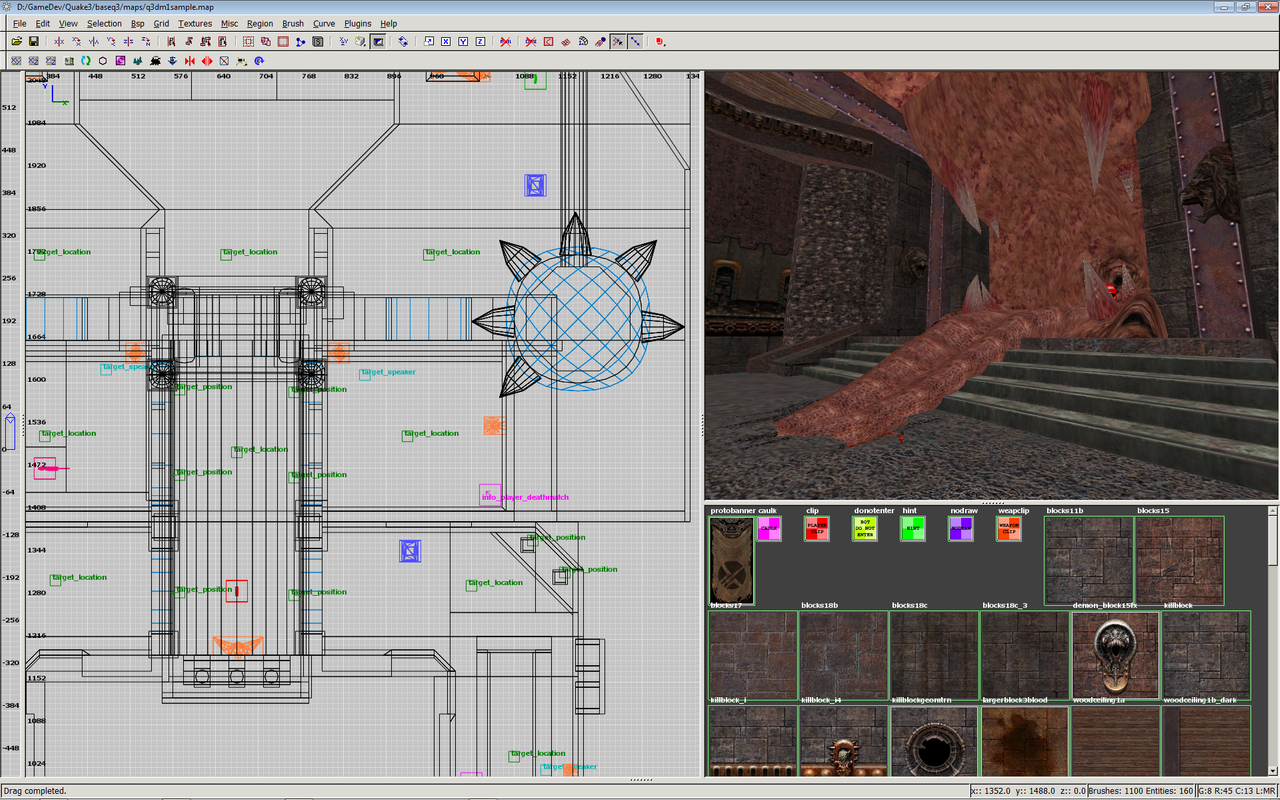 D:/GameDev/Quake3/baseq3/maps/q3dm1sample.map
File Edit View Selection Bsp Grid Textures Misc Region Brush Curve Plugins Help
384 448 512 576 640 704 768 832 896 960 1088 1152 1216 1280 134
Y
X
512
1984
448
1920
384
1856
320
target_location target_location target_location
256
1728
192
1664
128
target_speaker target_speaker
1600
target_position target_position
64
1536
target_location target_location
0
target_location
1472
target_position target_position
-64
info_player_deathmatch
1408
-128
target_position
1344
target_position
-192
target_location target_location
1280
target_position target_position
-256
1216
-320
1152
-384
1088
-448
target_location
1024
target_speaker
protobanner caulk clip donotenter hint nodraw weapclip blocks11b blocks15
CAULK PLAYER CLIP BOT DO NOT ENTER HINT NODRAW WEAPON CLIP
blocks17 blocks18b blocks18c blocks18c_3 demon_block15fx killblock
killblock_i killblock_i4 killblockgeomtrn largerblock3blood woodceiling1a woodceiling1b_dark
Drag completed.
x:: 1352.0 y:: 1488.0 z:: 0.0 Brushes: 1100 Entities: 160 G:8 R:45 C:13 L:MR